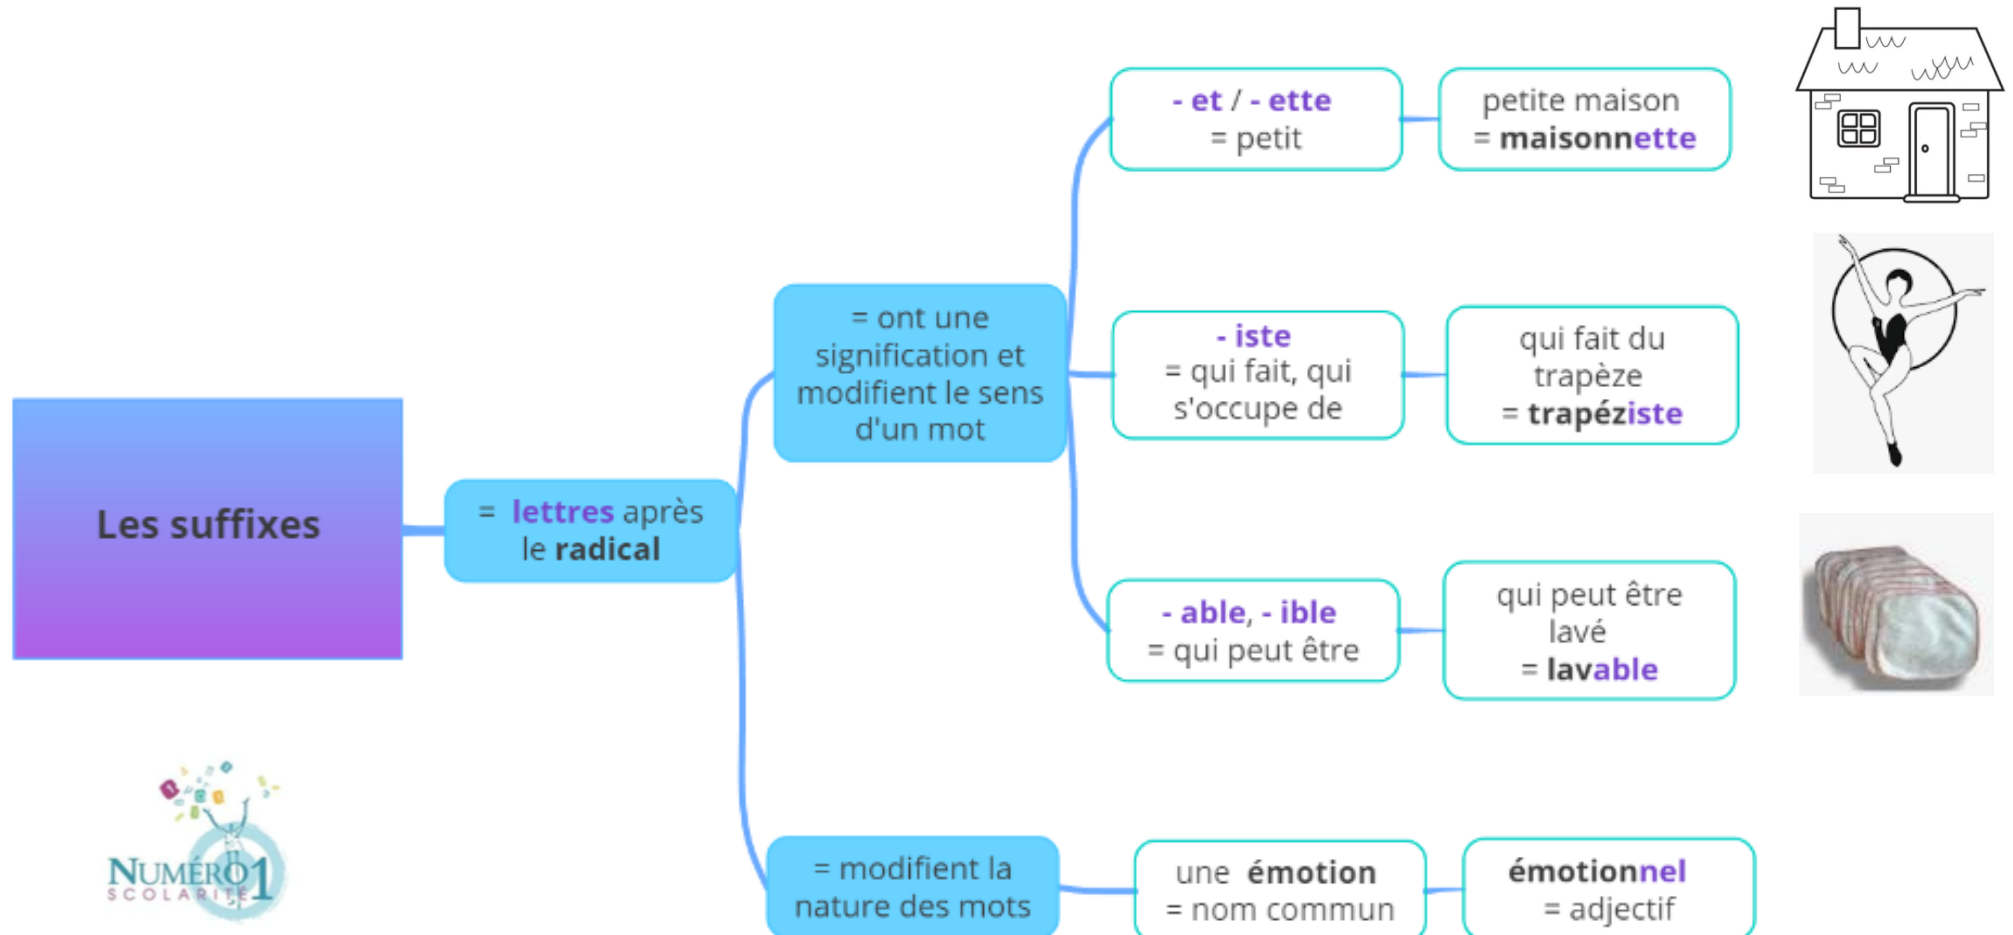 Les suffixes
= lettres après
le radical
= ont une
signification et
modifient le sens
d'un mot
- et / - ette
= petit
petite maison
= maisonnette
- iste
= qui fait, qui
s'occupe de
qui fait du
trapèze
= trapéziste
- able, - ible
= qui peut être
qui peut être
lavé
= lavable
= modifient la
nature des mots
une émotion
= nom commun
émotionnel
= adjectif
NUMÉRO1
SCOLARITÉ